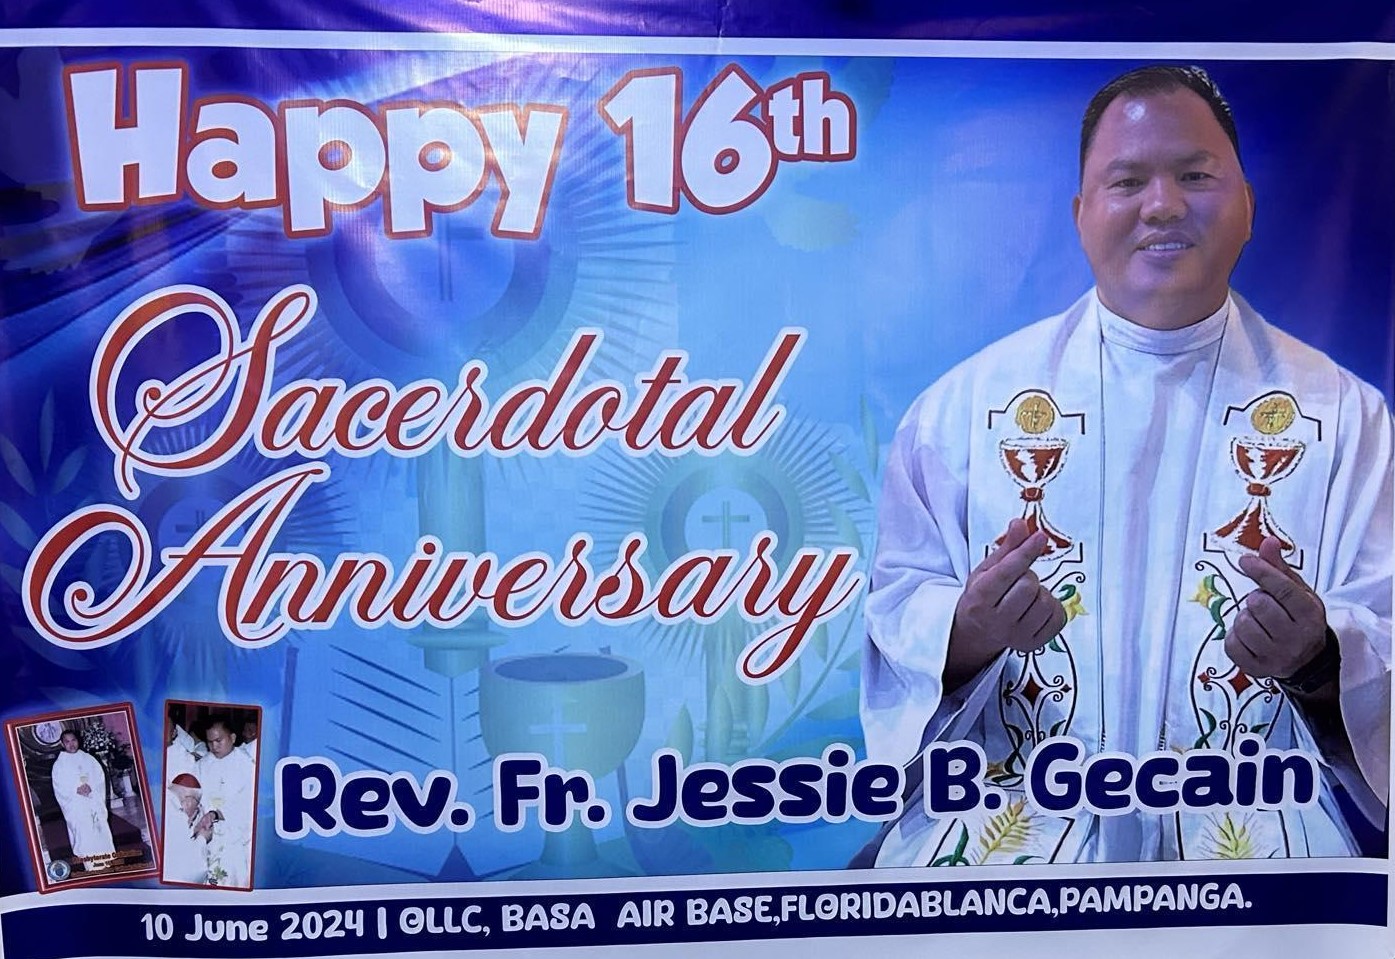 Happy 16th
Sacerdotal
Anniversary
Rev. Fr. Jessie B. Gecain
10 June 2024 | OLLC, BASA AIR BASE,FLORIDABLANCA,PAMPANGA.